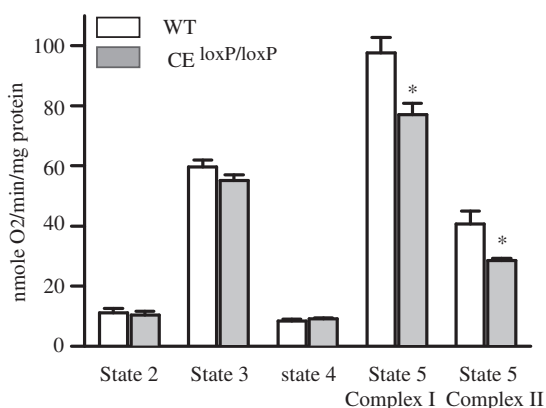 WT
CE loxP/loxP
nmole O2/min/mg protein
100
80
60
40
20
0
*
*
State 2
State 3
state 4
State 5
Complex I
State 5
Complex II